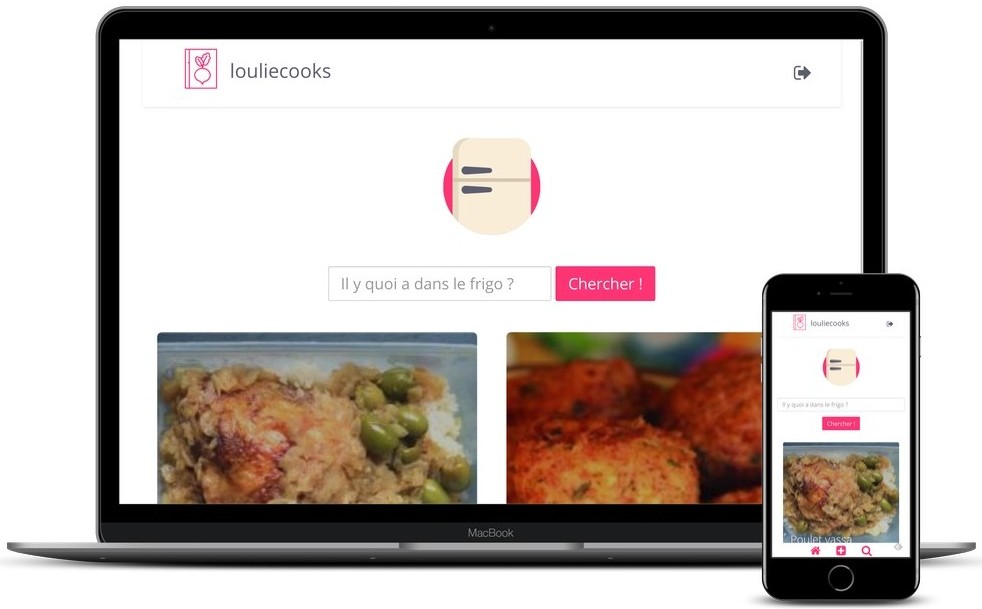 louliecooks
Il y quoi a dans le frigo ?
Chercher !
MacBook
louliecooks
Il y quoi a dans le frigo ?
Chercher !
Poulet yassa